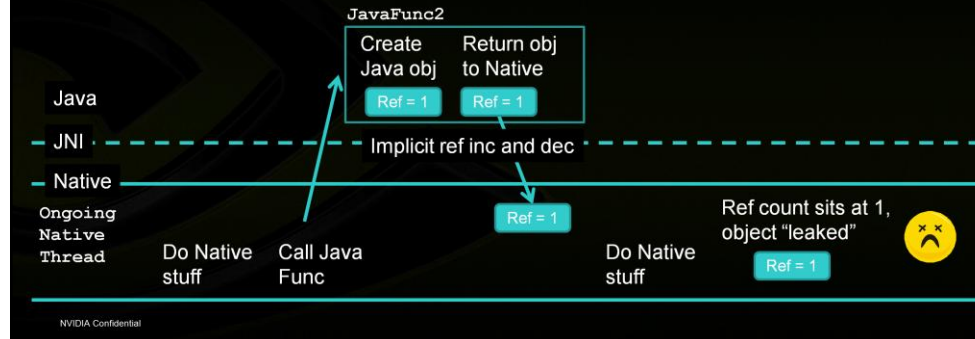 JavaFunc2
Create
Java obj
Return obj
to Native
Ref = 1
Ref = 1
Java
JNI
Implicit ref inc and dec
Native
Ref = 1
Ongoing
Native
Thread
Do Native
stuff
Call Java
Func
Do Native
stuff
Ref count sits at 1,
object “leaked”
Ref = 1
NVIDIA Confidential